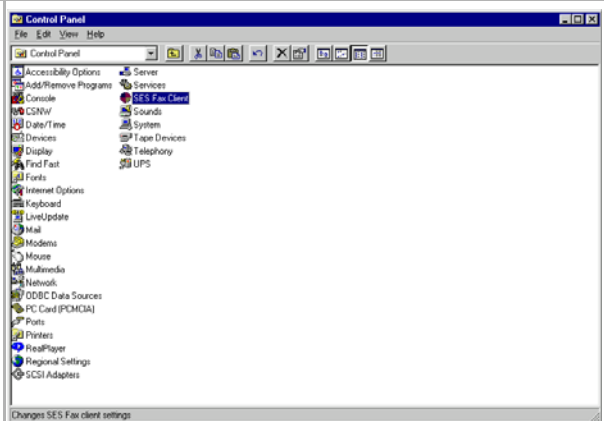 Control Panel
File Edit View Help
Control Panel
Accessibility Options
Add/Remove Programs
Console
CSNW
Date/Time
Devices
Display
Find Fast
Fonts
Internet Options
Keyboard
LiveUpdate
Mail
Modems
Mouse
Multimedia
Network
ODBC Data Sources
PC Card (PCMCIA)
Ports
Printers
RealPlayer
Regional Settings
SCSI Adapters
Server
Services
SES Fax Client
Sounds
System
Tape Devices
Telephony
UPS
Changes SES Fax client settings